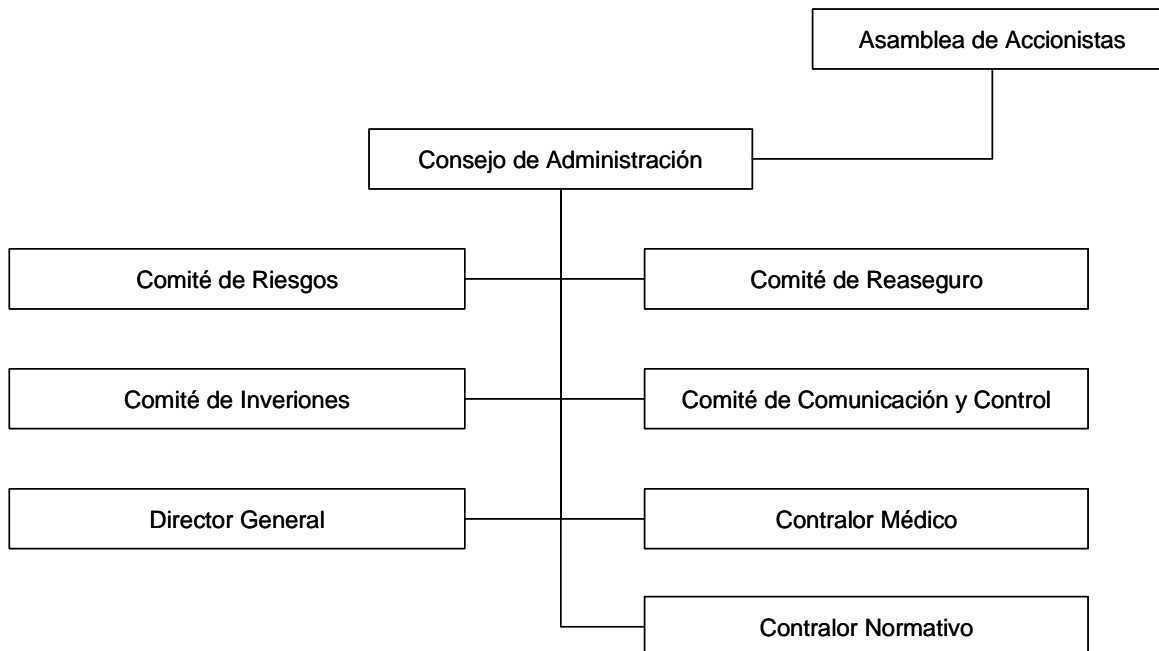 Asamblea de Accionistas
Consejo de Administración
Comité de Riesgos
Comité de Reaseguro
Comité de Inveriones
Comité de Comunicación y Control
Director General
Contralor Médico
Contralor Normativo